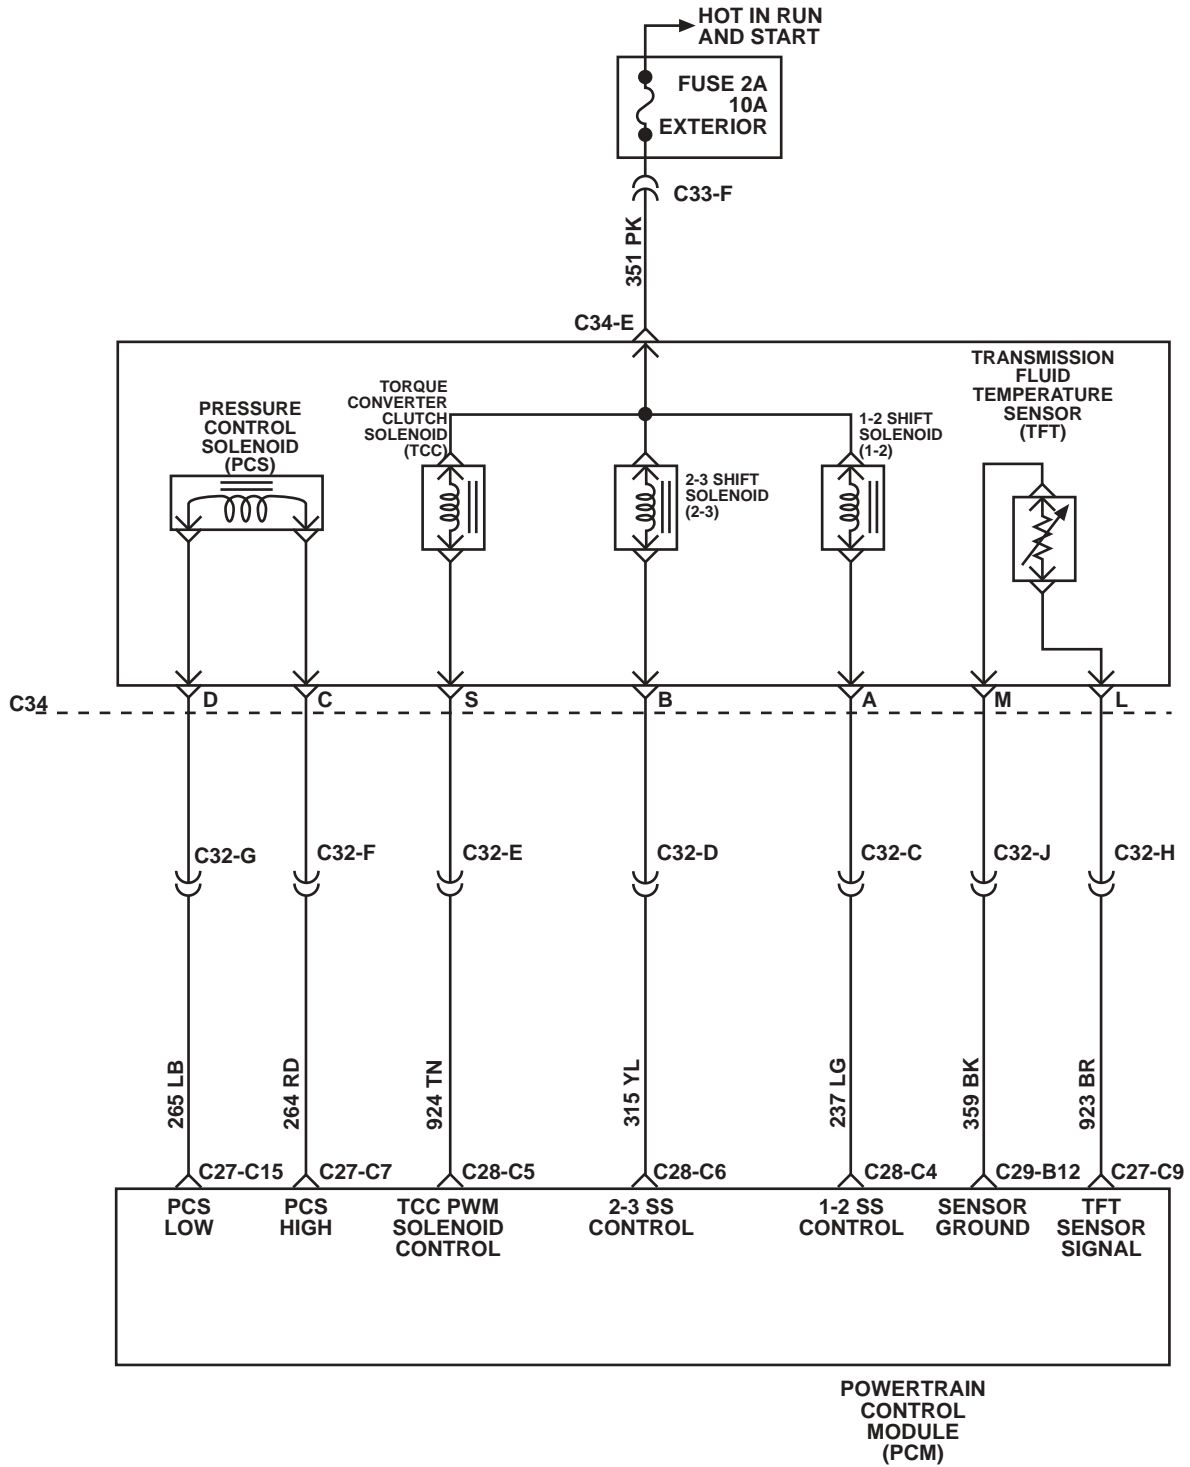 HOT IN RUN
AND START
FUSE 2A
10A
EXTERIOR
C33-F
351 PK
C34-E
PRESSURE
CONTROL
SOLENOID
(PCS)
TORQUE
CONVERTER
CLUTCH
SOLENOID
(TCC)
2-3 SHIFT
SOLENOID
(2-3)
1-2 SHIFT
SOLENOID
(1-2)
TRANSMISSION
FLUID
TEMPERATURE
SENSOR
(TFT)
C34
D
C
S
B
A
M
L
C32-G
C32-F
C32-E
C32-D
C32-C
C32-J
C32-H
265 LB
264 RD
924 TN
315 YL
237 LG
359 BK
923 BR
C27-C15
C27-C7
C28-C5
C28-C6
C28-C4
C29-B12
C27-C9
PCS
LOW
PCS
HIGH
TCC PWM
SOLENOID
CONTROL
2-3 SS
CONTROL
1-2 SS
CONTROL
SENSOR
GROUND
TFT
SENSOR
SIGNAL
POWERTRAIN
CONTROL
MODULE
(PCM)